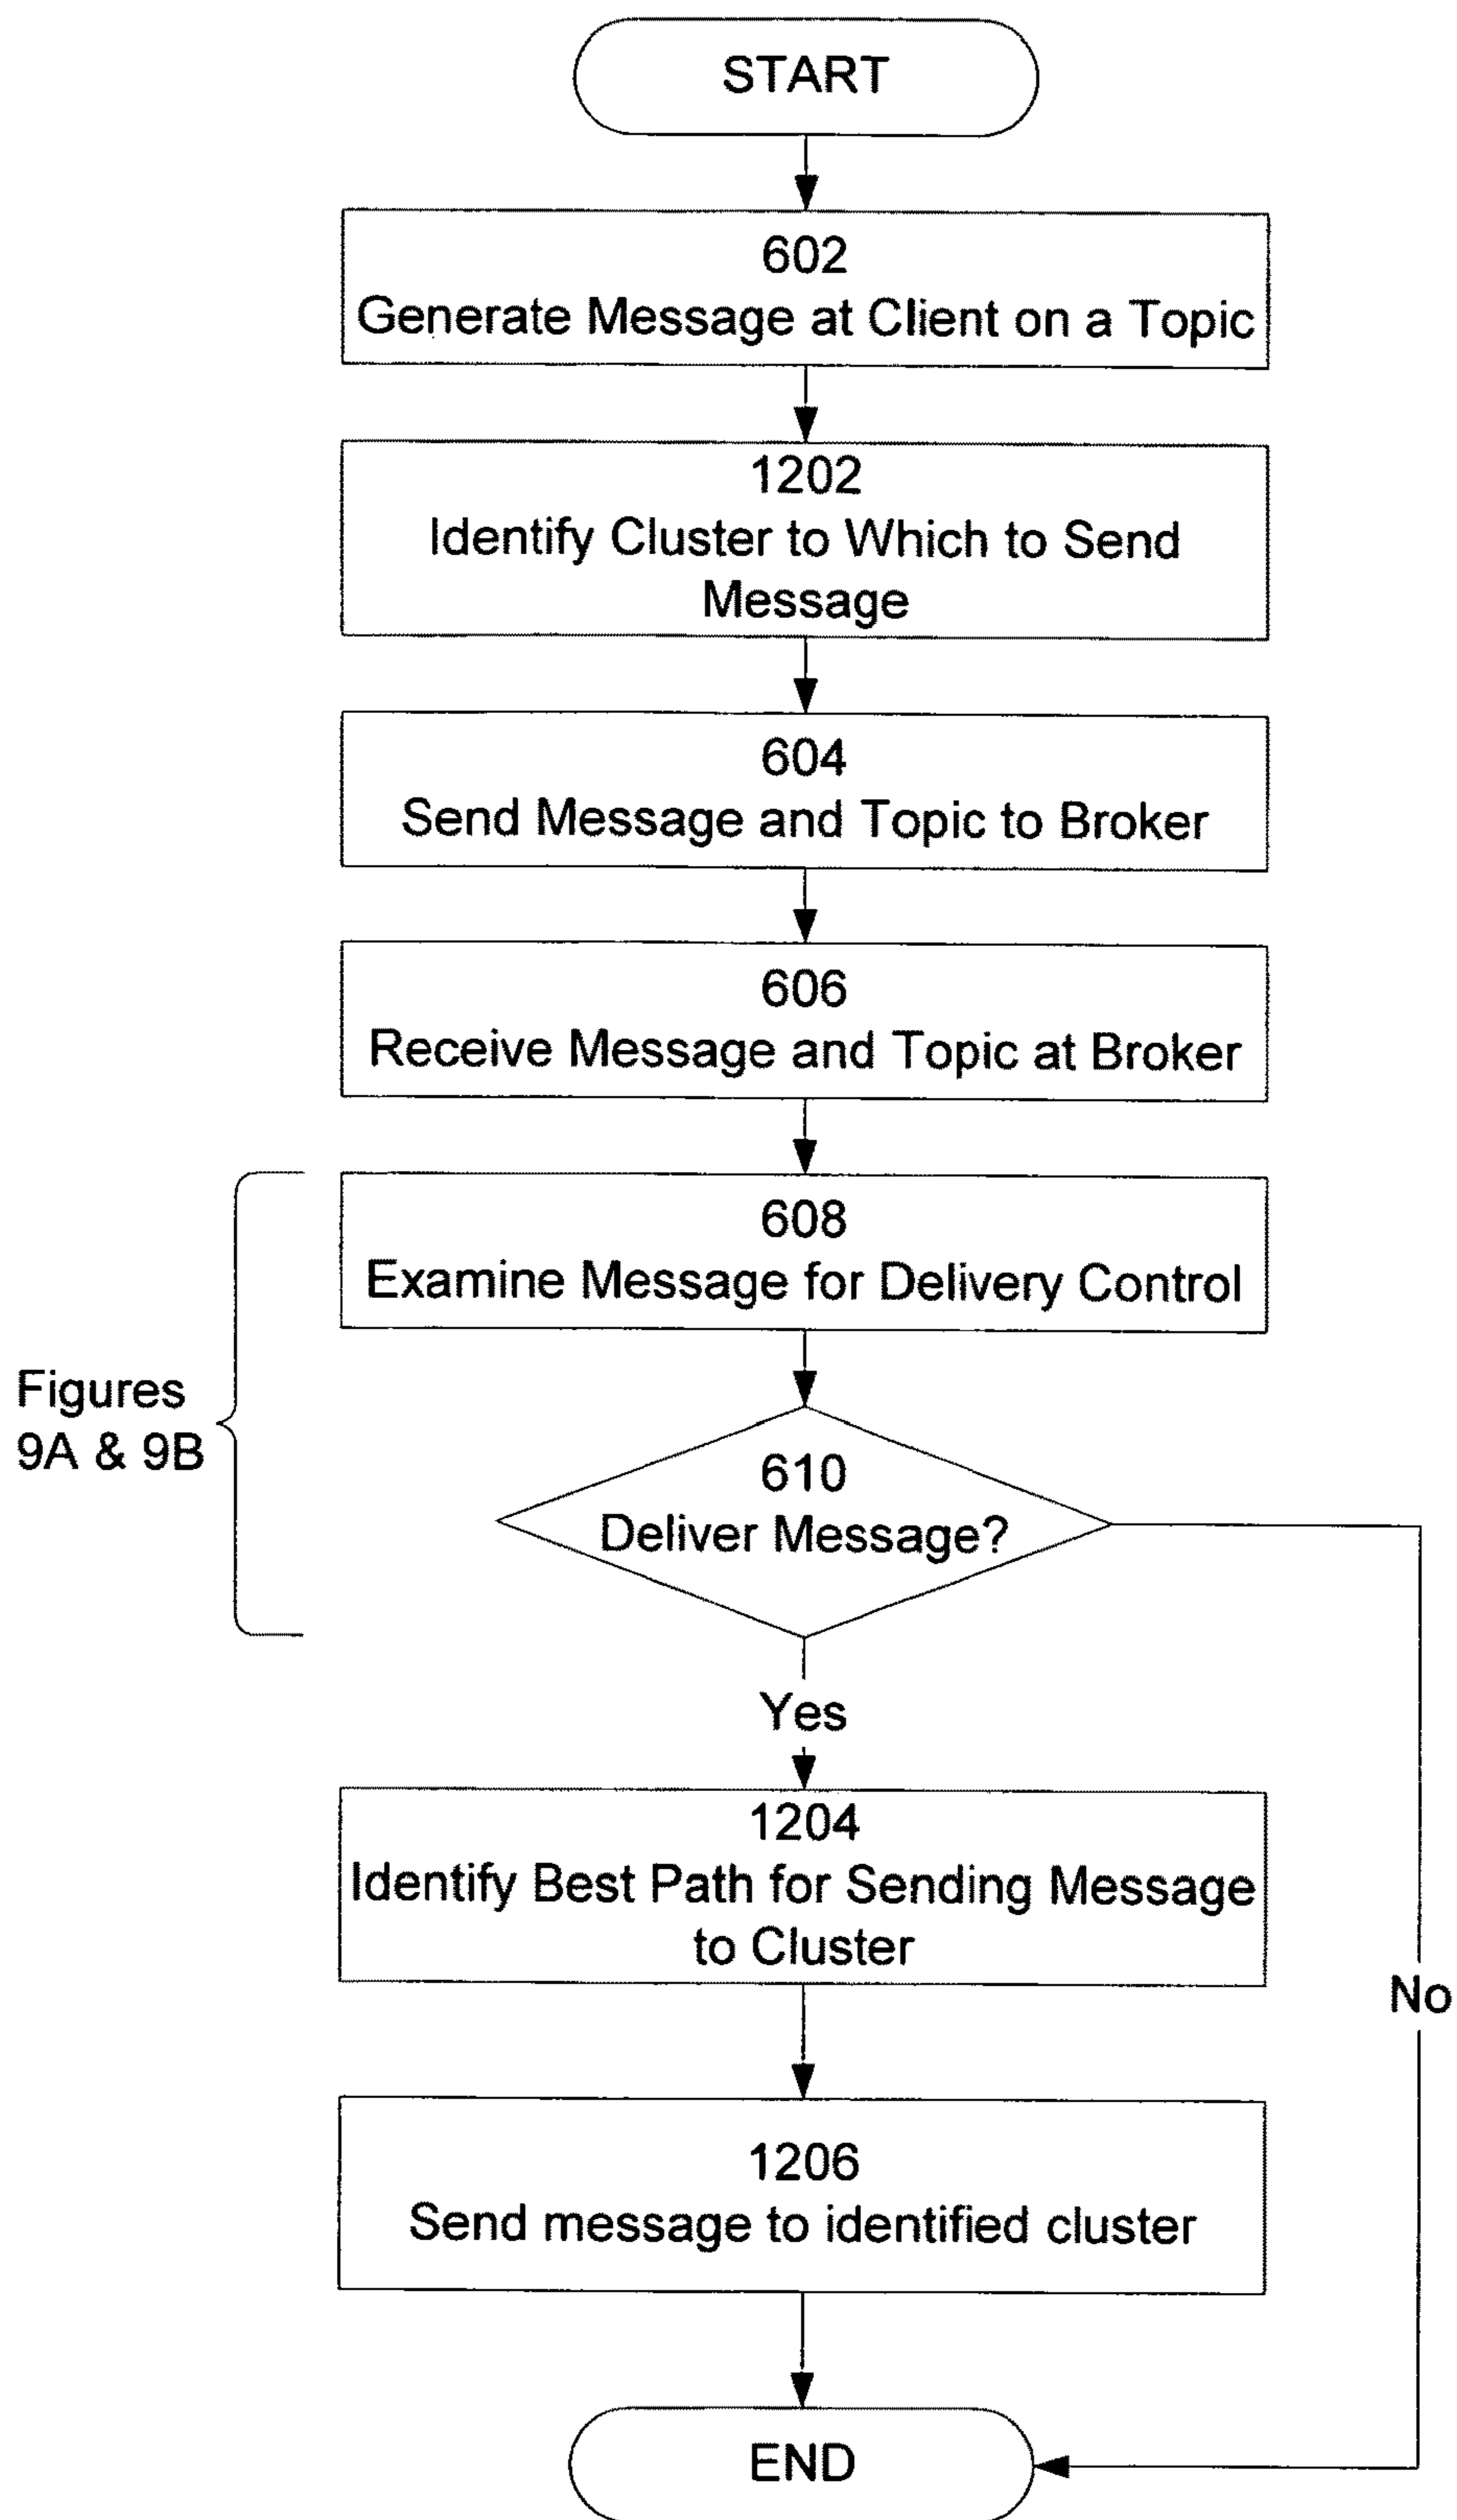 START
602
Generate Message at Client on a Topic
1202
Identify Cluster to Which to Send
Message
604
Send Message and Topic to Broker
606
Receive Message and Topic at Broker
608
Examine Message for Delivery Control
Figures
9A & 9B
610
Deliver Message?
Yes
1204
Identify Best Path for Sending Message
to Cluster
No
1206
Send message to identified cluster
END